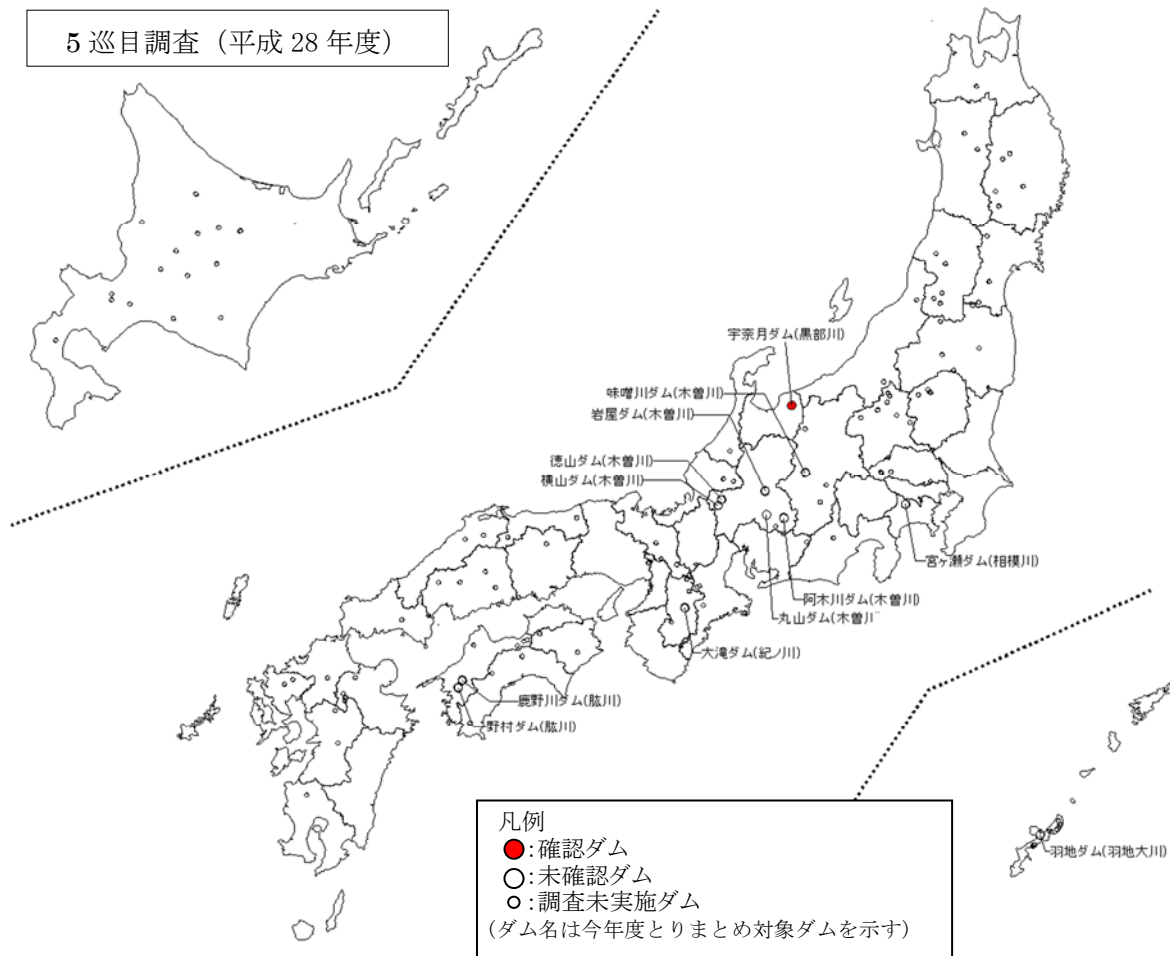 5 巡目調査（平成 28 年度）
宇奈月ダム(黒部川)
味噌川ダム(木曽川)
岩屋ダム(木曽川)
徳山ダム(木曽川)
横山ダム(木曽川)
宮ヶ瀬ダム(相模川)
阿木川ダム(木曽川)
丸山ダム(木曽川
大滝ダム(紀ノ川)
鹿野川ダム(肱川)
野村ダム(肱川)
羽地ダム(羽地大川)
凡例
:確認ダム
:未確認ダム
:調査未実施ダム
(ダム名は今年度とりまとめ対象ダムを示す)